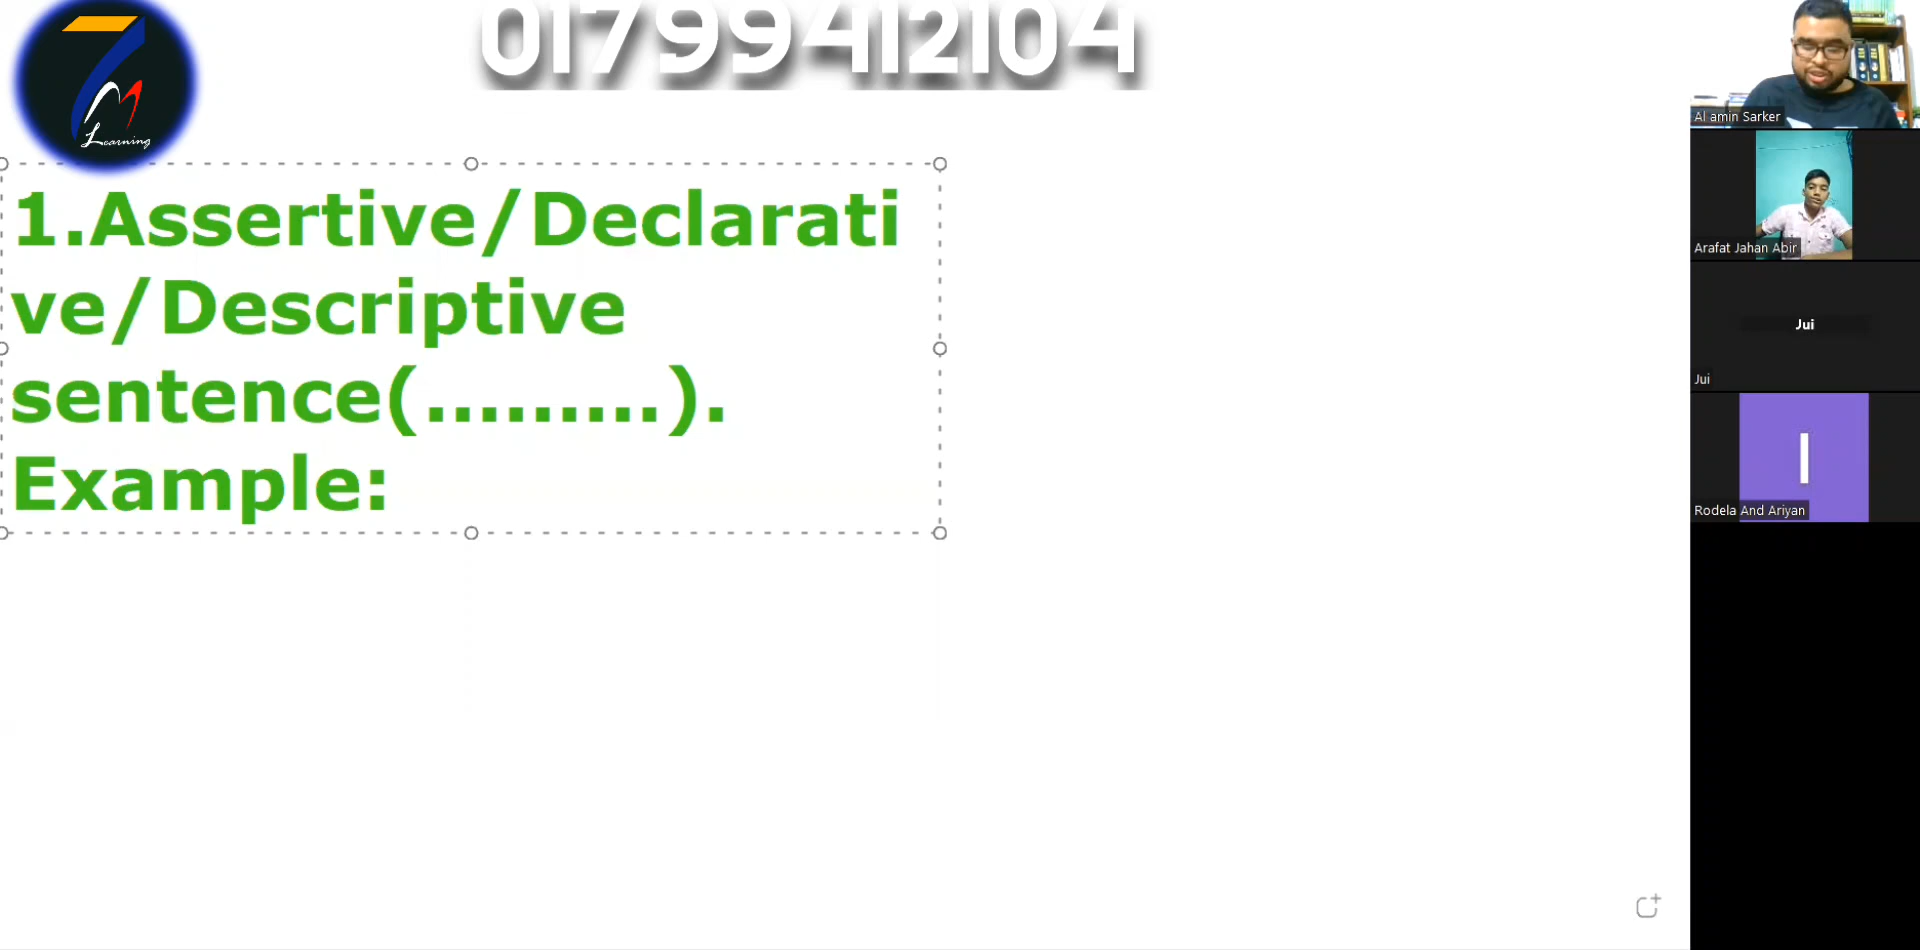 01799412104
Learning
1.Assertive/Declarati
ve/Descriptive
sentence(.........).
Example:
Al amin Sarker
Arafat Jahan Abir
Jui
Jui
I
Rodela And Ariyan